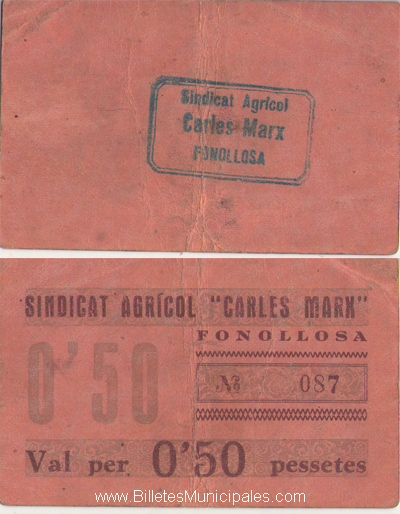 Sindicat Agrícol
Carles Marx
FONOLLOSA
SINDICAT AGRÍCOL "CARLES MARX"
FONOLLOSA
0'50
Nº 087
Val per 0'50 pessetes
www.BilletesMunicipales.com